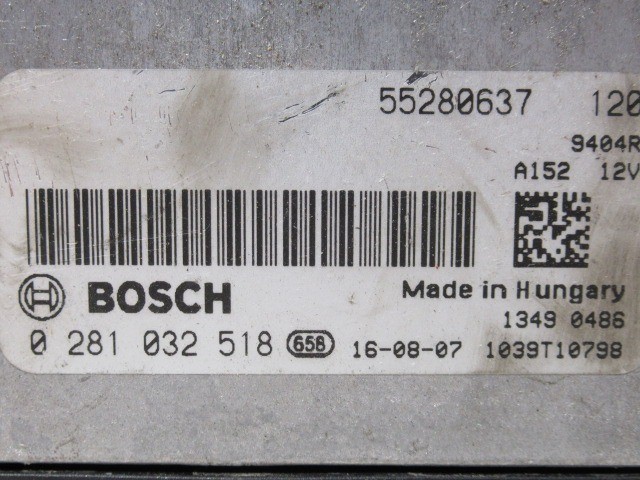 55280637 120
9404R
A152 12V
BOSCH Made in Hungary
1349 0486
0 281 032 518 658 16-08-07 1039T10798